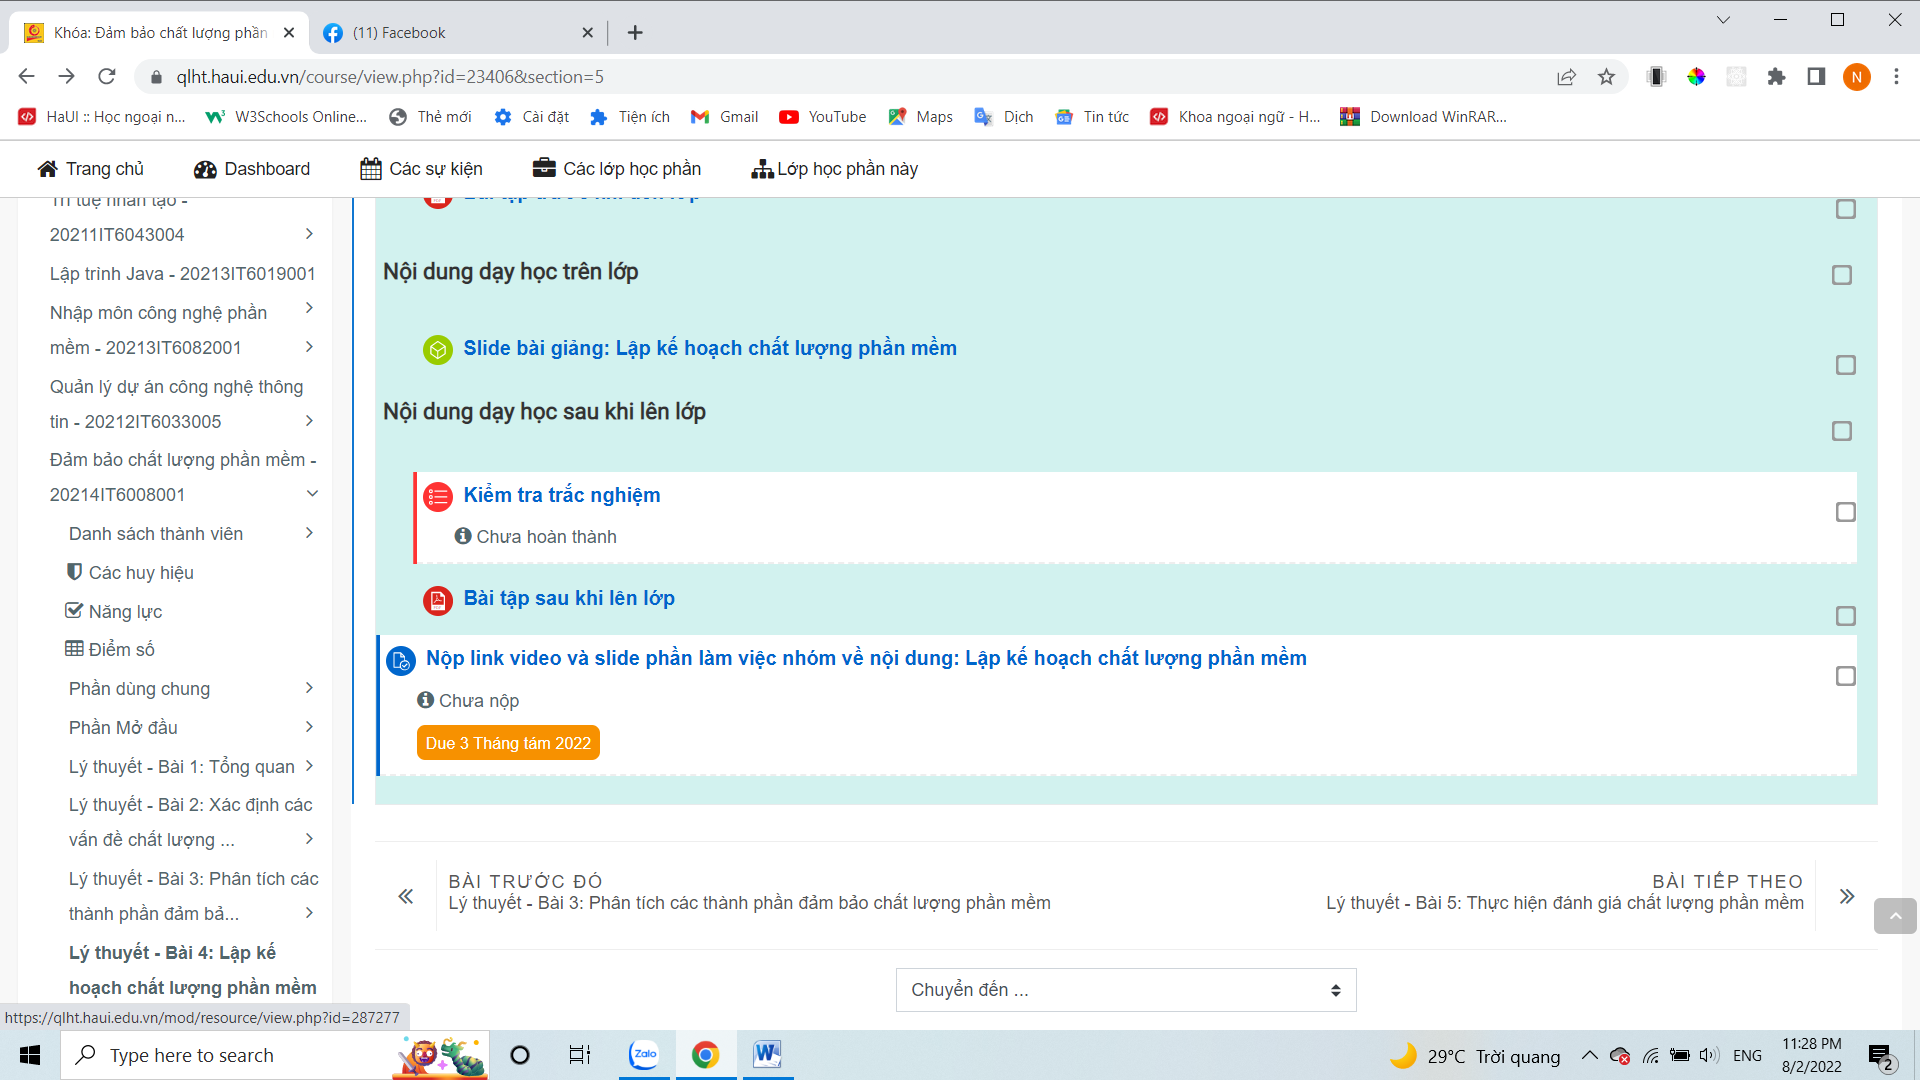 Khóa: Đảm bảo chất lượng phần
(11) Facebook
qlht.haui.edu.vn/course/view.php?id=23406&section=5
N
HaUI :: Học ngoại n...
W3Schools Online...
Thẻ mới
Cài đặt
Tiện ích
Gmail
YouTube
Maps
Dịch
Tin tức
Khoa ngoại ngữ - H...
Download WinRAR...
Trang chủ
Dashboard
Các sự kiện
Các lớp học phần
Lớp học phần này
Trí tuệ nhân tạo -
20211IT6043004
Lập trình Java - 20213IT6019001
Nhập môn công nghệ phần
mềm - 20213IT6082001
Quản lý dự án công nghệ thông
tin - 20212IT6033005
Đảm bảo chất lượng phần mềm -
20214IT6008001
Danh sách thành viên
Các huy hiệu
Năng lực
Điểm số
Phần dùng chung
Phần Mở đầu
Lý thuyết - Bài 1: Tổng quan
Lý thuyết - Bài 2: Xác định các
vấn đề chất lượng ...
Lý thuyết - Bài 3: Phân tích các
thành phần đảm bả...
Lý thuyết - Bài 4: Lập kế
hoạch chất lượng phần mềm
Bài tập trước khi đến lớp
Nội dung dạy học trên lớp
Slide bài giảng: Lập kế hoạch chất lượng phần mềm
Nội dung dạy học sau khi lên lớp
Kiểm tra trắc nghiệm
Chưa hoàn thành
Bài tập sau khi lên lớp
Nộp link video và slide phần làm việc nhóm về nội dung: Lập kế hoạch chất lượng phần mềm
Chưa nộp
Due 3 Tháng tám 2022
BÀI TRƯỚC ĐÓ
Lý thuyết - Bài 3: Phân tích các thành phần đảm bảo chất lượng phần mềm
BÀI TIẾP THEO
Lý thuyết - Bài 5: Thực hiện đánh giá chất lượng phần mềm
Chuyển đến ...
https://qlht.haui.edu.vn/mod/resource/view.php?id=287277
Type here to search
Zalo
29°C Trời quang
ENG
11:28 PM
8/2/2022
2